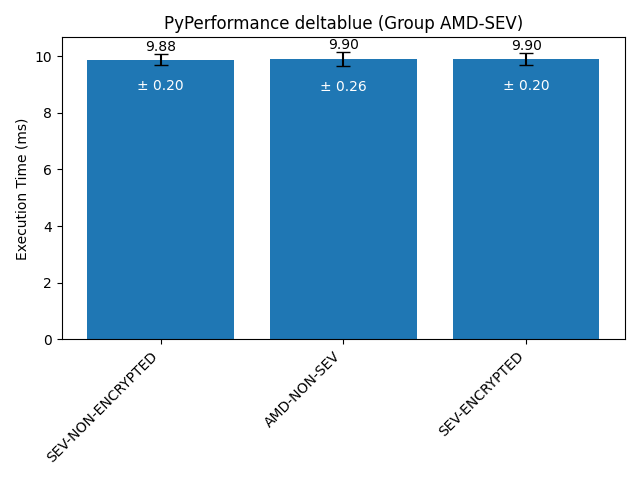 PyPerformance deltablue (Group AMD-SEV)
9.88
9.90
9.90
± 0.20
± 0.26
± 0.20
Execution Time (ms)
10
8
6
4
2
0
SEV-NON-ENCRYPTED
AMD-NON-SEV
SEV-ENCRYPTED